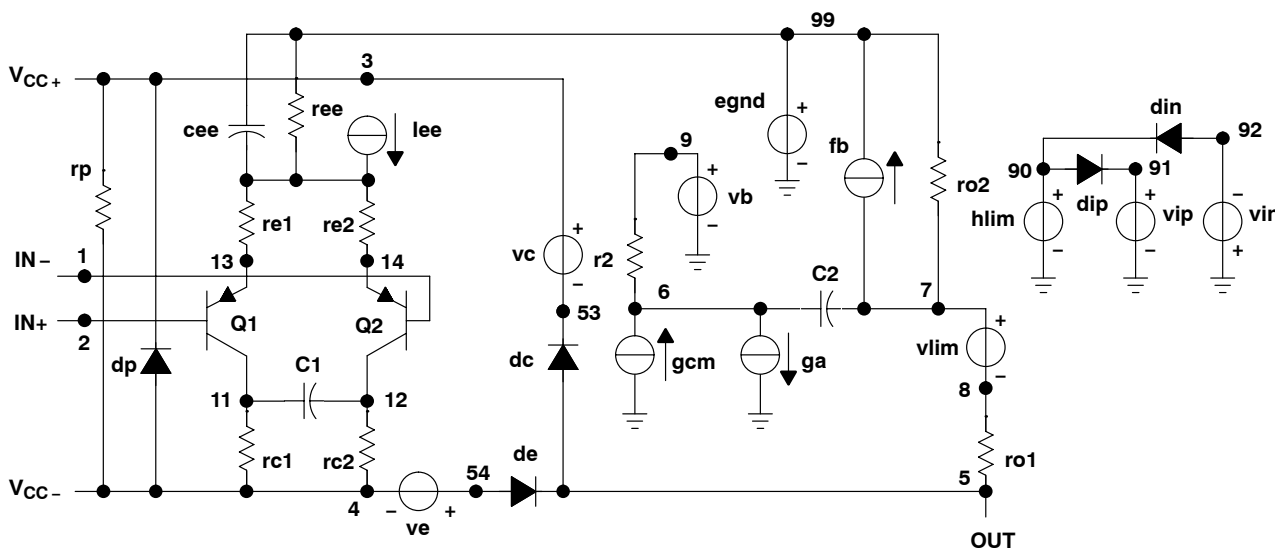 99
3
VCC+
cee
ree
Iee
egnd
fb
din
92
9
rp
vb
ro2
90
91
dip
hlim
vip
vin
re1
re2
vc
r2
1
IN−
13
14
6
C2
7
IN+
2
Q1
Q2
53
vlim
dp
C1
dc
gcm
ga
8
11
12
rc1
rc2
de
54
ro1
VCC−
4
5
−
+
ve
OUT
+
−
+
−
+
−
+
−
+
−
+
−
−
+